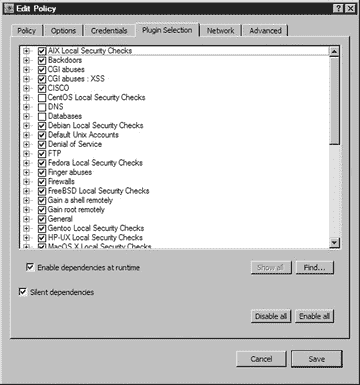 Edit Policy
Policy Options Credentials Plugin Selection Network Advanced
AIX Local Security Checks
Backdoors
CGI abuses
CGI abuses : XSS
CISCO
CentOS Local Security Checks
DNS
Databases
Debian Local Security Checks
Default Unix Accounts
Denial of Service
FTP
Fedora Local Security Checks
Finger abuses
Firewalls
FreeBSD Local Security Checks
Gain a shell remotely
Gain root remotely
General
Gentoo Local Security Checks
HP-UX Local Security Checks
MacOS X Local Security Checks
Enable dependencies at runtime Show all Find...
Silent dependencies
Disable all Enable all
Cancel Save